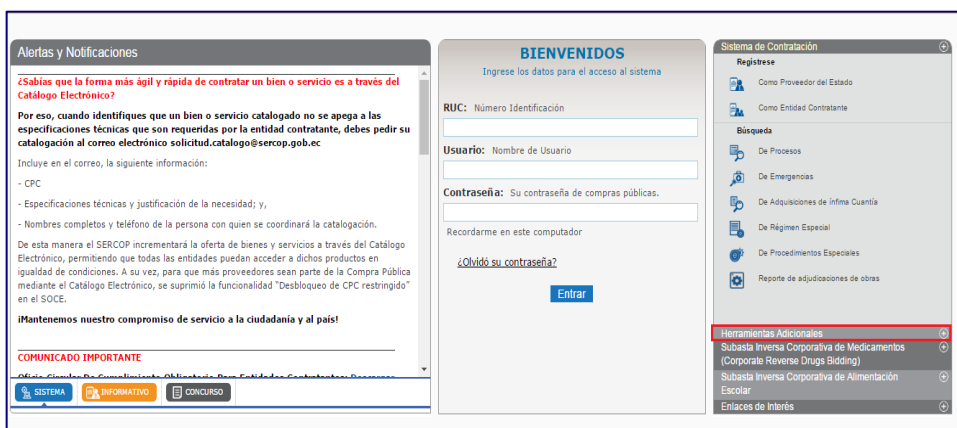 Alertas y Notificaciones
¿Sabías que la forma más ágil y rápida de contratar un bien o servicio es a través del
Catálogo Electrónico?
Por eso, cuando identifiques que un bien o servicio catalogado no se apega a las
especificaciones técnicas que son requeridas por la entidad contratante, debes pedir su
catalogación al correo electrónico solicitud.catalogo@sercop.gob.ec
Incluye en el correo, la siguiente información:
- CPC
- Especificaciones técnicas y justificación de la necesidad; y,
- Nombres completos y teléfono de la persona con quien se coordinará la catalogación.
De esta manera el SERCOP incrementará la oferta de bienes y servicios a través del Catálogo
Electrónico, permitiendo que todas las entidades puedan acceder a dichos productos en
igualdad de condiciones. A su vez, para que más proveedores sean parte de la Compra Pública
mediante el Catálogo Electrónico, se suprimió la funcionalidad "Desbloqueo de CPC restringido"
en el SOCE.
¡Mantenemos nuestro compromiso de servicio a la ciudadanía y al país!
COMUNICADO IMPORTANTE
Oficio Circular De Cumplimiento Obligatorio Para Entidades Contratantes: Descargar
SISTEMA
INFORMATIVO
CONCURSO
BIENVENIDOS
Ingrese los datos para el acceso al sistema
RUC: Número Identificación
Usuario: Nombre de Usuario
Contraseña: Su contraseña de compras públicas.
Recordarme en este computador
¿Olvidó su contraseña?
Entrar
Sistema de Contratación
Regístrese
Como Proveedor del Estado
Como Entidad Contratante
Búsqueda
De Procesos
De Emergencias
De Adquisiciones de ínfima Cuantía
De Régimen Especial
De Procedimientos Especiales
Reporte de adjudicaciones de obras
Herramientas Adicionales
Subasta Inversa Corporativa de Medicamentos
(Corporate Reverse Drugs Bidding)
Subasta Inversa Corporativa de Alimentación
Escolar
Enlaces de Interés